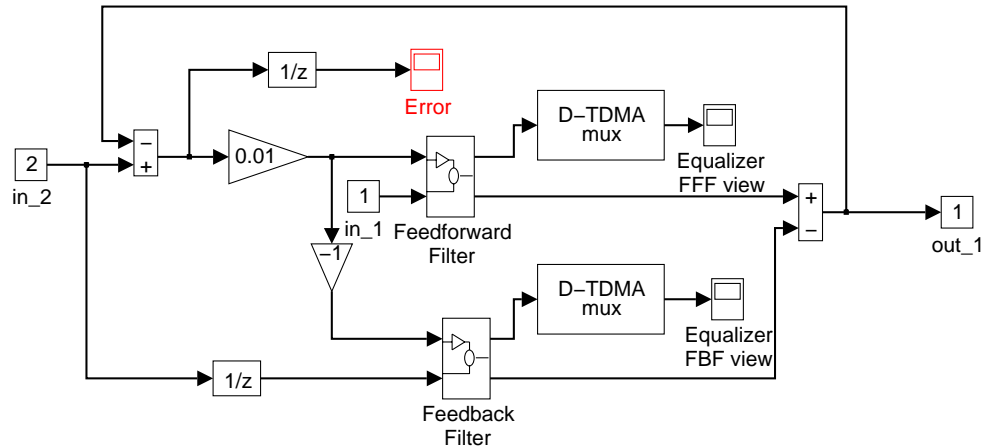 1/z
Error
D−TDMA
mux
−
+
2
in_2
0.01
Equalizer
FFF view
1
in_1
Feedforward
Filter
+
−
1
out_1
−1
D−TDMA
mux
Equalizer
FBF view
1/z
Feedback
Filter